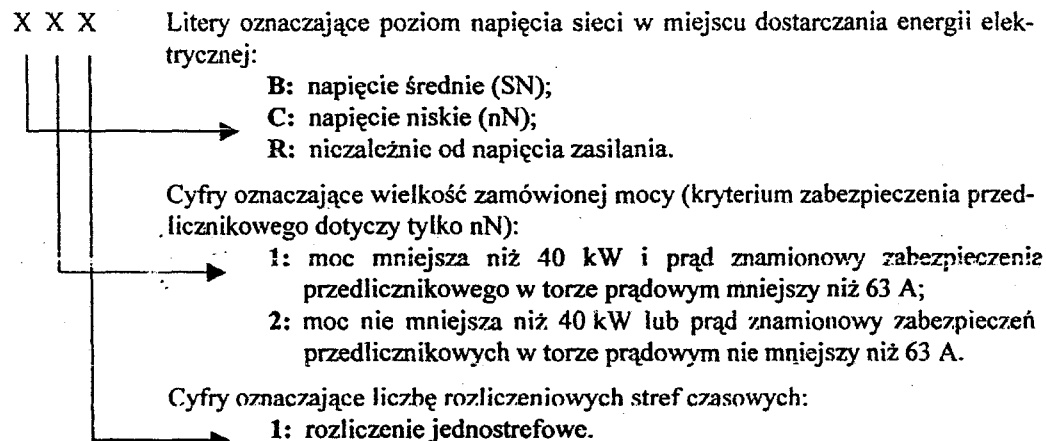 X X X Litery oznaczające poziom napięcia sieci w miejscu dostarczania energii elek-
trycznej:
B: napięcie średnie (SN);
C: napięcie niskie (nN);
R: niezależnie od napięcia zasilania.
Cyfry oznaczające wielkość zamówionej mocy (kryterium zabezpieczenia przed-
licznikowego dotyczy tylko nN):
1: moc mniejsza niż 40 kW i prąd znamionowy zabezpieczenia
przedlicznikowego w torze prądowym mniejszy niż 63 A;
2: moc nie mniejsza niż 40 kW lub prąd znamionowy zabezpieczeń
przedlicznikowych w torze prądowym nie mniejszy niż 63 A.
Cyfry oznaczające liczbę rozliczeniowych stref czasowych:
1: rozliczenie jednostrefowe.